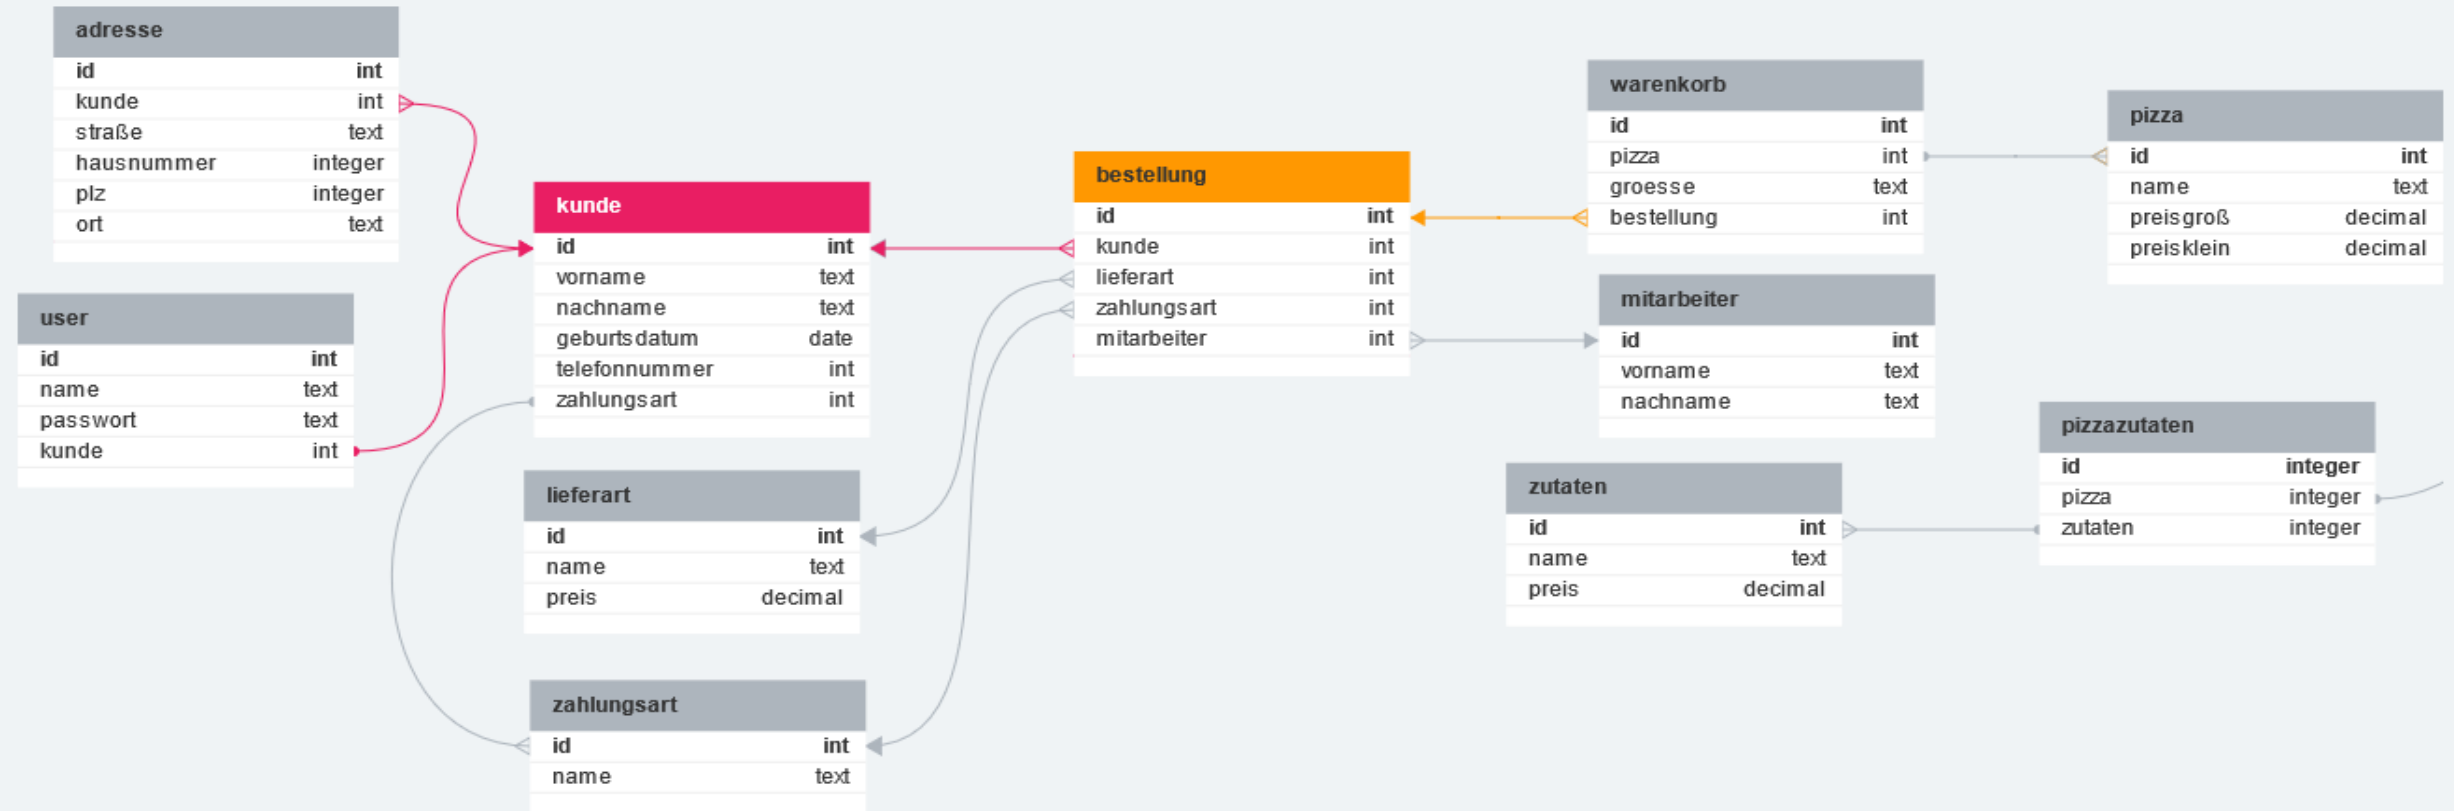 adresse
id int
kunde int
straße text
hausnummer integer
plz integer
ort text
user
id int
name text
passwort text
kunde int
kunde
id int
vorname text
nachname text
geburtsdatum date
telefonnummer int
zahlungsart int
lieferart
id int
name text
preis decimal
zahlungsart
id int
name text
bestellung
id int
kunde int
lieferart int
zahlungsart int
mitarbeiter int
warenkorb
id int
pizza int
groesse text
bestellung int
mitarbeiter
id int
vorname text
nachname text
zutaten
id int
name text
preis decimal
pizza
id int
name text
preisgroß decimal
preisklein decimal
pizzazutaten
id integer
pizza integer
zutaten integer